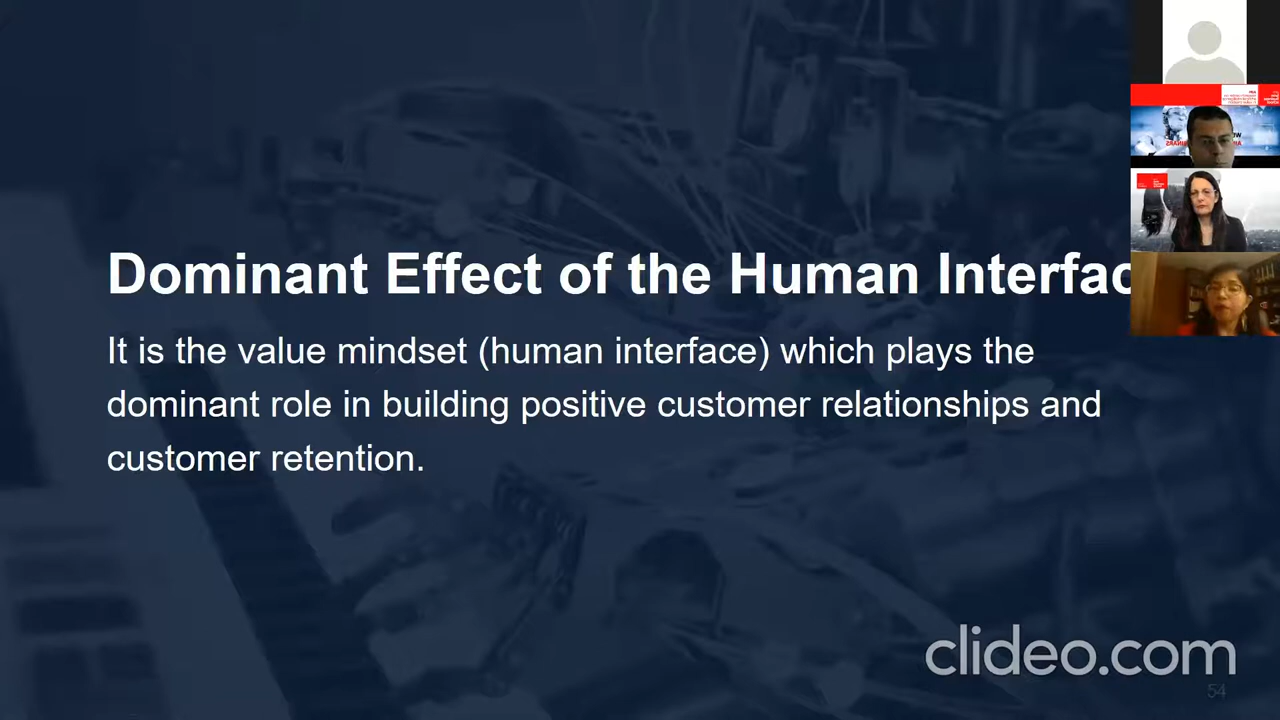 Dominant Effect of the Human Interfac
It is the value mindset (human interface) which plays the
dominant role in building positive customer relationships and
customer retention.
clideo.com
54